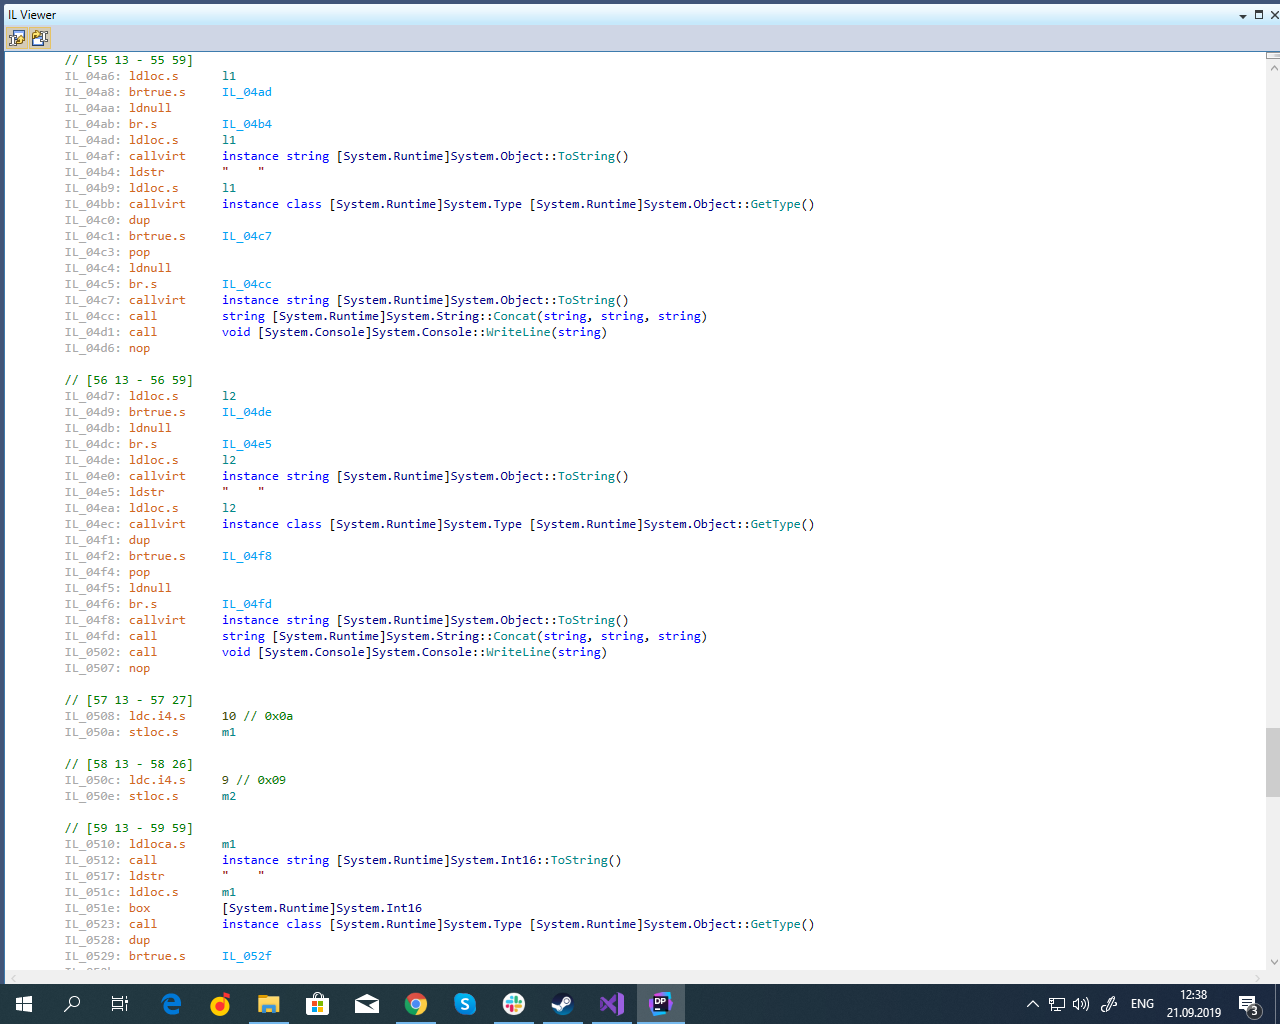 IL Viewer
// [55 13 - 55 59]
IL_04a6: ldloc.s l1
IL_04a8: brtrue.s IL_04ad
IL_04aa: ldnull
IL_04ab: br.s IL_04b4
IL_04ad: ldloc.s l1
IL_04af: callvirt instance string [System.Runtime]System.Object::ToString()
IL_04b4: ldstr "    "
IL_04b9: ldloc.s l1
IL_04bb: callvirt instance class [System.Runtime]System.Type [System.Runtime]System.Object::GetType()
IL_04c0: dup
IL_04c1: brtrue.s IL_04c7
IL_04c3: pop
IL_04c4: ldnull
IL_04c5: br.s IL_04cc
IL_04c7: callvirt instance string [System.Runtime]System.Object::ToString()
IL_04cc: call string [System.Runtime]System.String::Concat(string, string, string)
IL_04d1: call void [System.Console]System.Console::WriteLine(string)
IL_04d6: nop
// [56 13 - 56 59]
IL_04d7: ldloc.s l2
IL_04d9: brtrue.s IL_04de
IL_04db: ldnull
IL_04dc: br.s IL_04e5
IL_04de: ldloc.s l2
IL_04e0: callvirt instance string [System.Runtime]System.Object::ToString()
IL_04e5: ldstr "    "
IL_04ea: ldloc.s l2
IL_04ec: callvirt instance class [System.Runtime]System.Type [System.Runtime]System.Object::GetType()
IL_04f1: dup
IL_04f2: brtrue.s IL_04f8
IL_04f4: pop
IL_04f5: ldnull
IL_04f6: br.s IL_04fd
IL_04f8: callvirt instance string [System.Runtime]System.Object::ToString()
IL_04fd: call string [System.Runtime]System.String::Concat(string, string, string)
IL_0502: call void [System.Console]System.Console::WriteLine(string)
IL_0507: nop
// [57 13 - 57 27]
IL_0508: ldc.i4.s 10 // 0x0a
IL_050a: stloc.s m1
// [58 13 - 58 26]
IL_050c: ldc.i4.s 9 // 0x09
IL_050e: stloc.s m2
// [59 13 - 59 59]
IL_0510: ldloca.s m1
IL_0512: call instance string [System.Runtime]System.Int16::ToString()
IL_0517: ldstr "    "
IL_051c: ldloc.s m1
IL_051e: box [System.Runtime]System.Int16
IL_0523: call instance class [System.Runtime]System.Type [System.Runtime]System.Object::GetType()
IL_0528: dup
IL_0529: brtrue.s IL_052f
DP
ENG
12:38
21.09.2019
3